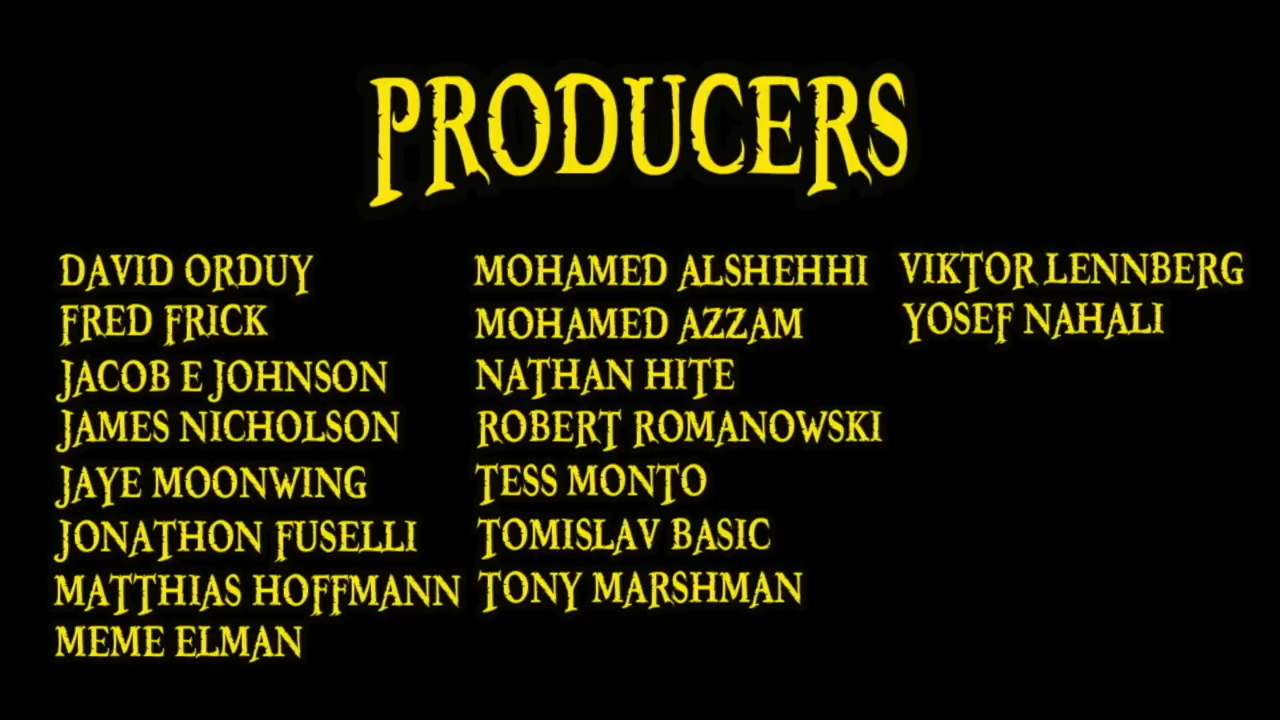 PRODUCERS
DAVID ORDUY
FRED FRICK
JACOB E JOHNSON
JAMES NICHOLSON
JAYE MOONWING
JONATHON FUSELLI
MATTHIAS HOFFMANN
MEME ELMAN
MOHAMED ALSHEHHI
MOHAMED AZZAM
NATHAN HITE
ROBERT ROMANOWSKI
TESS MONTO
TOMISLAV BASIC
TONY MARSHMAN
VIKTOR LENNBERG
YOSEF NAHALI